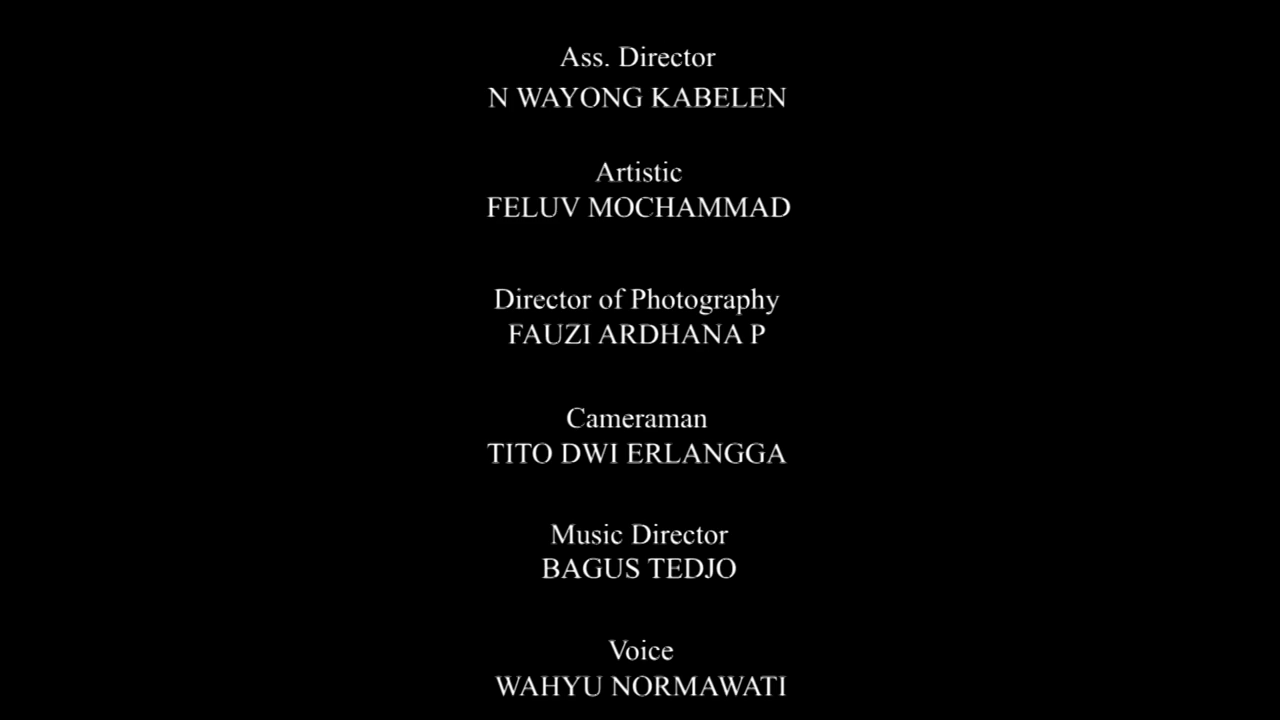 Ass. Director
N WAYONG KABELEN
Artistic
FELUV MOCHAMMAD
Director of Photography
FAUZI ARDHANA P
Cameraman
TITO DWI ERLANGGA
Music Director
BAGUS TEDJO
Voice
WAHYU NORMAWATI